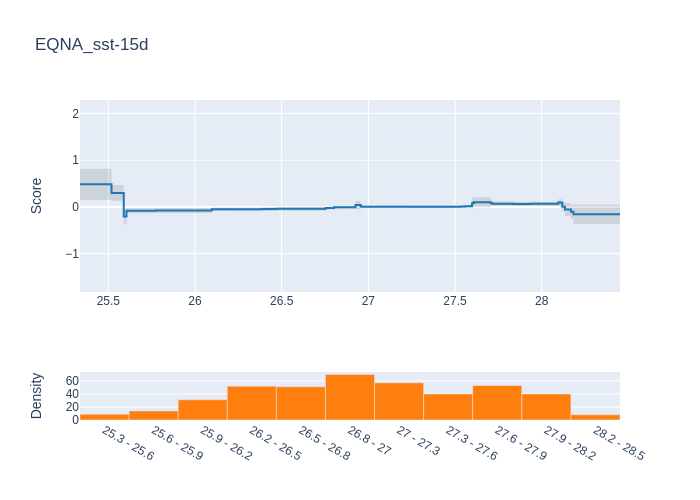 EQNA_sst-15d
Score
2
1
0
−1
25.5 26 26.5 27 27.5 28
Density
60
40
20
0
25.3 - 25.6
25.6 - 25.9
25.9 - 26.2
26.2 - 26.5
26.5 - 26.8
26.8 - 27
27 - 27.3
27.3 - 27.6
27.6 - 27.9
27.9 - 28.2
28.2 - 28.5